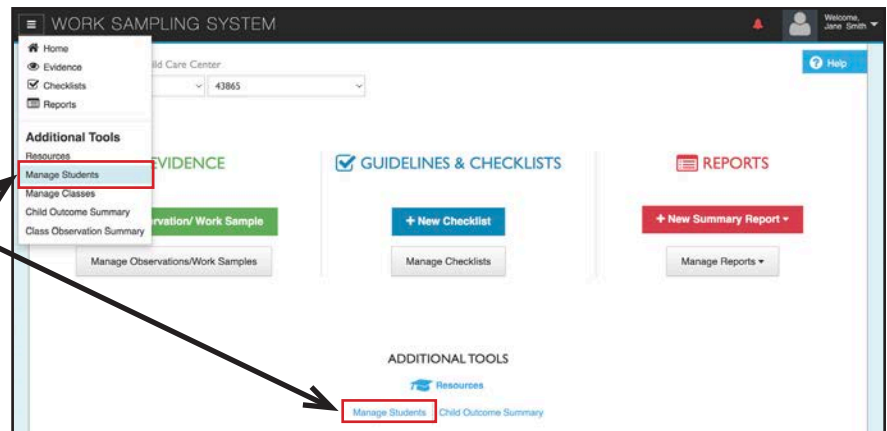 ≡ WORK SAMPLING SYSTEM
Welcome,
Jane Smith
Home
Evidence
Checklists
Reports
Additional Tools
Resources
Manage Students
Manage Classes
Child Outcome Summary
Class Observation Summary
ild Care Center
43865
Help
EVIDENCE
rvation/ Work Sample
Manage Observations/Work Samples
GUIDELINES & CHECKLISTS
+ New Checklist
Manage Checklists
REPORTS
+ New Summary Report
Manage Reports
ADDITIONAL TOOLS
Resources
Manage Students Child Outcome Summary